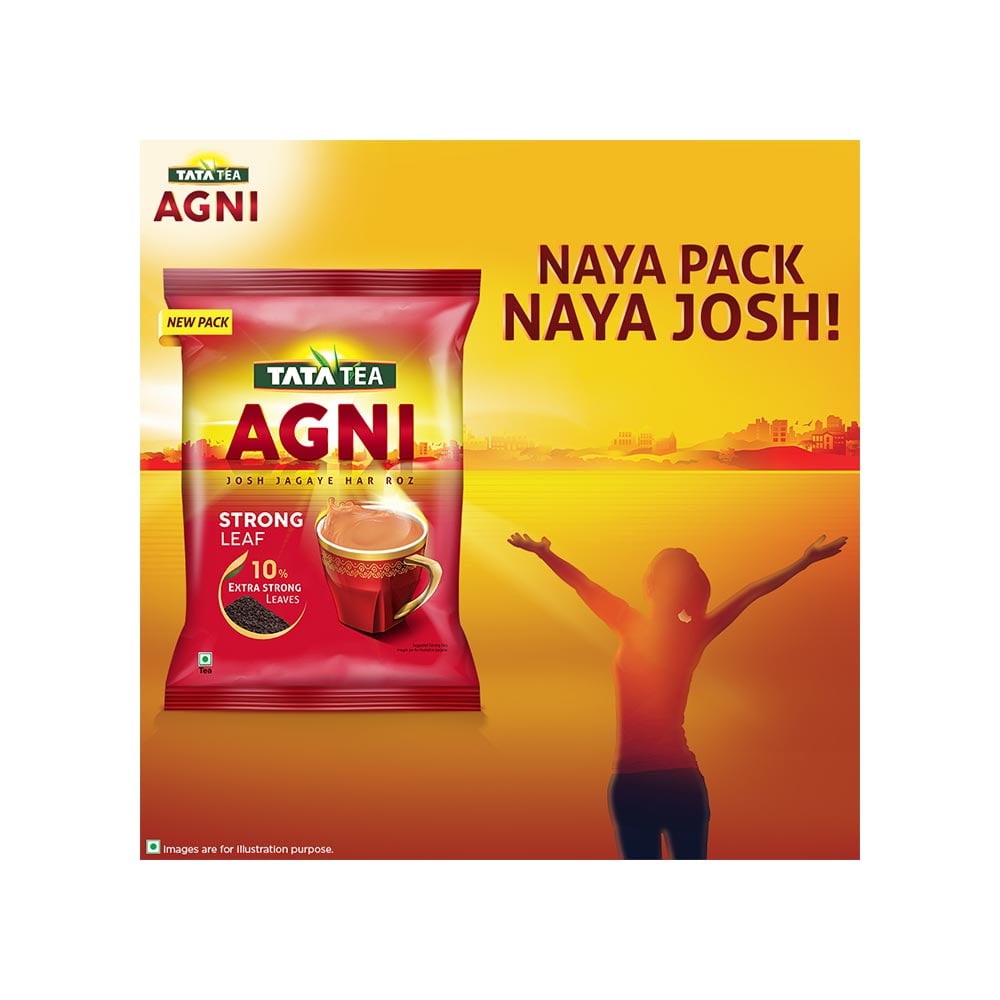 TATA TEA
AGNI
NAYA PACK
NAYA JOSH!
NEW PACK
TATA TEA
AGNI
JOSH JAGAYE HAR ROZ
STRONG
LEAF
10%
EXTRA STRONG
LEAVES
Tea
Images are for illustration purpose.